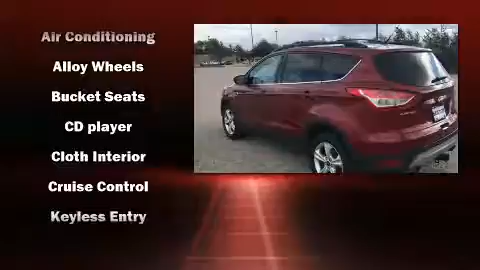 Air Conditioning
Alloy Wheels
Bucket Seats
CD player
Cloth Interior
Cruise Control
Keyless Entry